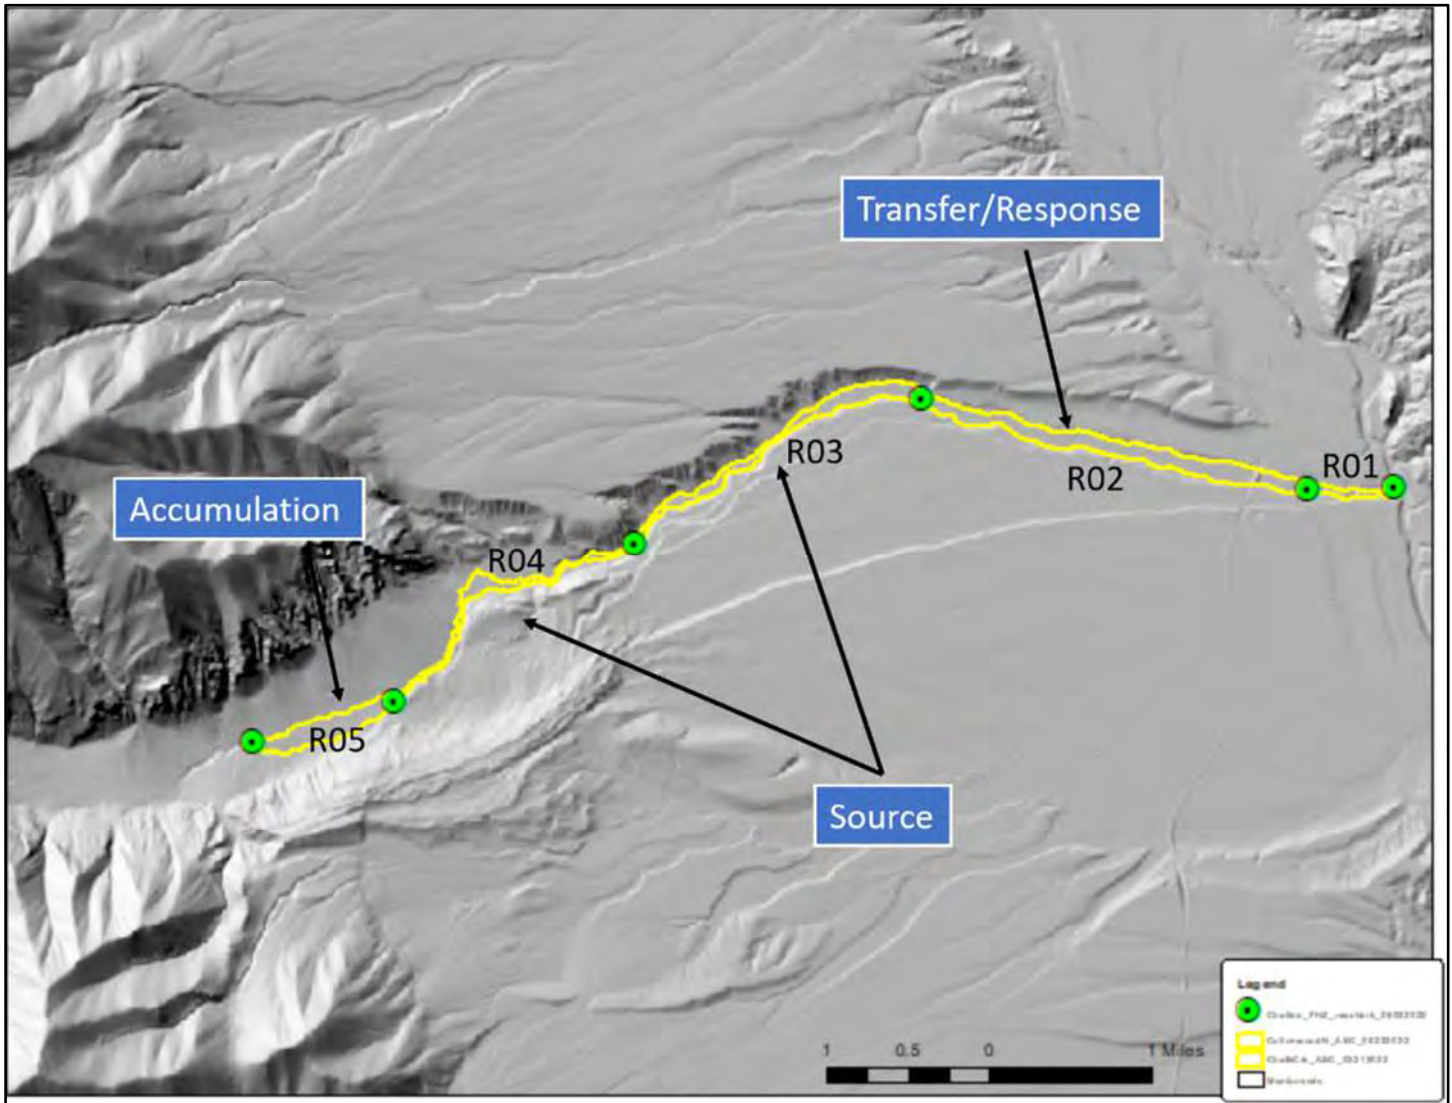 Transfer/Response
R03
R02
R01
Accumulation
R04
R05
Source
Legend
1 0.5 0 1 Miles